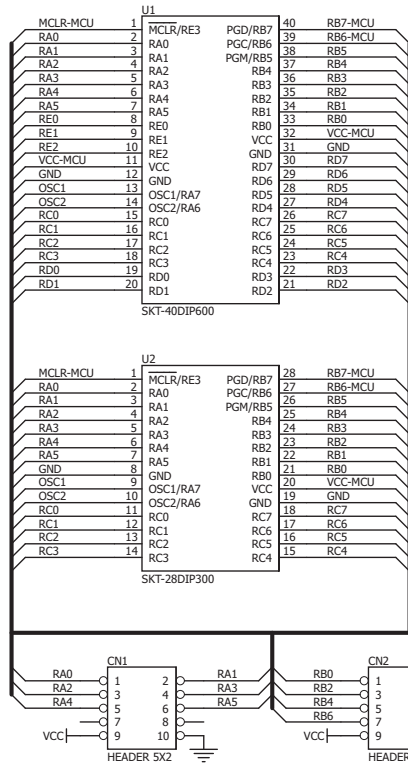 U1
MCLR-MCU 1 MCLR/RE3 PGD/RB7 40 RB7-MCU
RA0 2 RA0 PGC/RB6 39 RB6-MCU
RA1 3 RA1 PGM/RB5 38 RB5
RA2 4 RA2 RB4 37 RB4
RA3 5 RA3 RB3 36 RB3
RA4 6 RA4 RB2 35 RB2
RA5 7 RA5 RB1 34 RB1
RE0 8 RE0 RB0 33 RB0
RE1 9 RE1 VCC 32 VCC-MCU
RE2 10 RE2 GND 31 GND
VCC-MCU 11 VCC RD7 30 RD7
GND 12 GND RD6 29 RD6
OSC1 13 OSC1/RA7 RD5 28 RD5
OSC2 14 OSC2/RA6 RD4 27 RD4
RC0 15 RC0 RC7 26 RC7
RC1 16 RC1 RC6 25 RC6
RC2 17 RC2 RC5 24 RC5
RC3 18 RC3 RC4 23 RC4
RD0 19 RD0 RD3 22 RD3
RD1 20 RD1 RD2 21 RD2
SKT-40DIP600
U2
MCLR-MCU 1 MCLR/RE3 PGD/RB7 28 RB7-MCU
RA0 2 RA0 PGC/RB6 27 RB6-MCU
RA1 3 RA1 PGM/RB5 26 RB5
RA2 4 RA2 RB4 25 RB4
RA3 5 RA3 RB3 24 RB3
RA4 6 RA4 RB2 23 RB2
RA5 7 RA5 RB1 22 RB1
GND 8 GND RB0 21 RB0
OSC1 9 OSC1/RA7 VCC 20 VCC-MCU
OSC2 10 OSC2/RA6 GND 19 GND
RC0 11 RC0 RC7 18 RC7
RC1 12 RC1 RC6 17 RC6
RC2 13 RC2 RC5 16 RC5
RC3 14 RC3 RC4 15 RC4
SKT-28DIP300
CN1 CN2
RA0 1 2 RA1 RB0 1
RA2 3 4 RA3 RB2 3
RA4 5 6 RA5 RB4 5
7 8 RB6 7
VCC 9 10 VCC 9
HEADER 5X2 HEADER